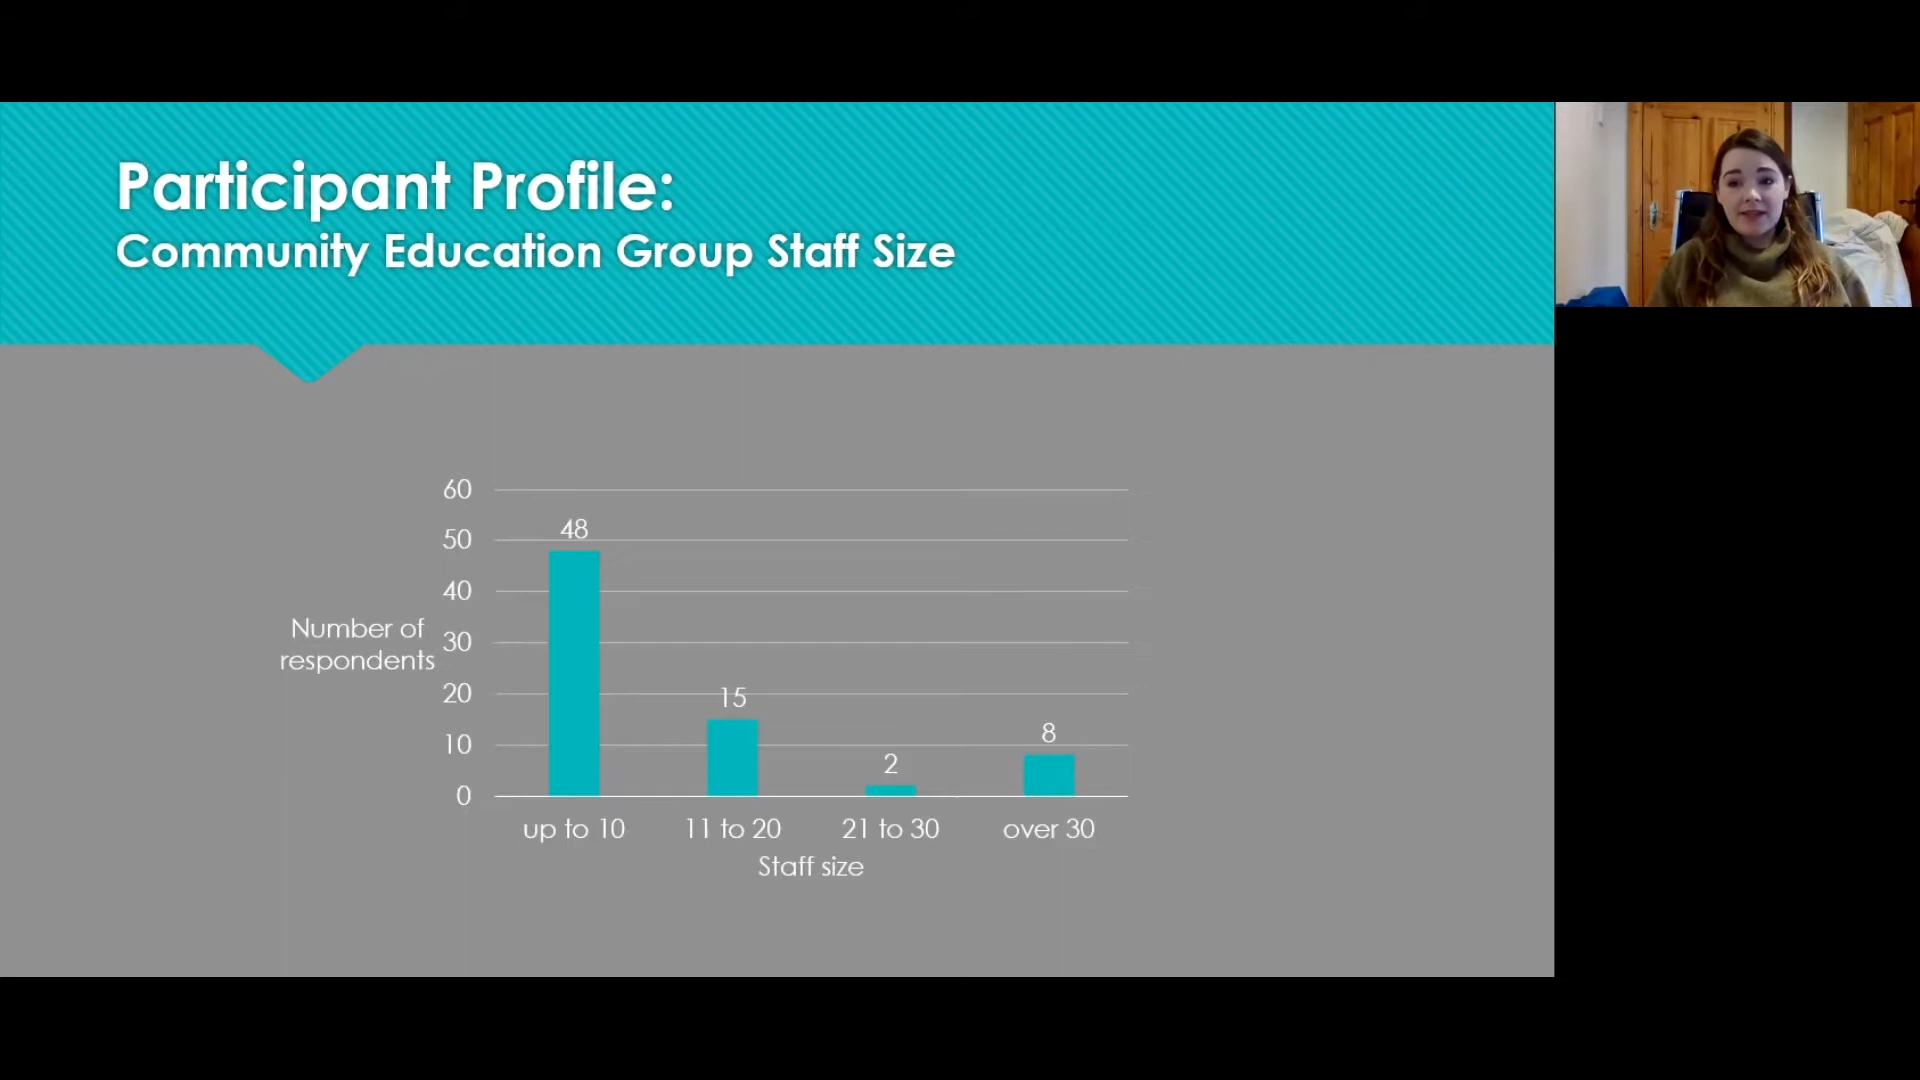 Participant Profile:
Community Education Group Staff Size
60
50
40
30
20
10
0
Number of
respondents
48
15
2
8
up to 10
11 to 20
21 to 30
over 30
Staff size